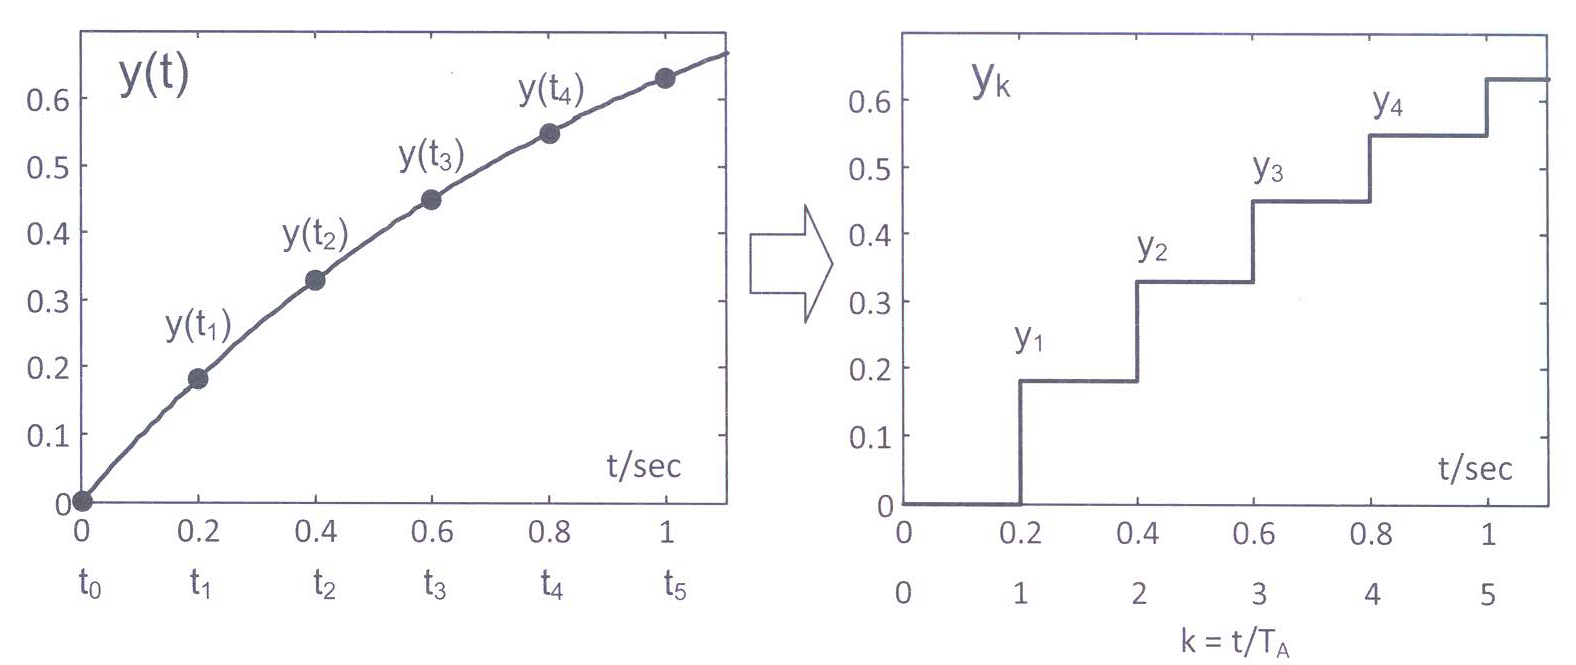 y(t)
0.6
0.5
0.4
0.3
0.2
0.1
0
y(t₁)
y(t₂)
y(t₃)
y(t₄)
t/sec
0 0.2 0.4 0.6 0.8 1
t₀ t₁ t₂ t₃ t₄ t₅
yₖ
0.6
0.5
0.4
0.3
0.2
0.1
0
y₁
y₂
y₃
y₄
t/sec
0 0.2 0.4 0.6 0.8 1
0 1 2 3 4 5
k = t/T_A